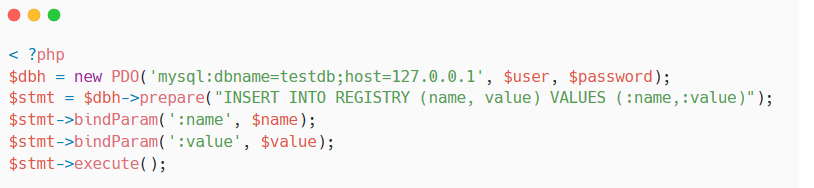 < ?php
$dbh = new PDO('mysql:dbname=testdb;host=127.0.0.1', $user, $password);
$stmt = $dbh->prepare("INSERT INTO REGISTRY (name, value) VALUES (:name,:value)");
$stmt->bindParam(':name', $name);
$stmt->bindParam(':value', $value);
$stmt->execute();